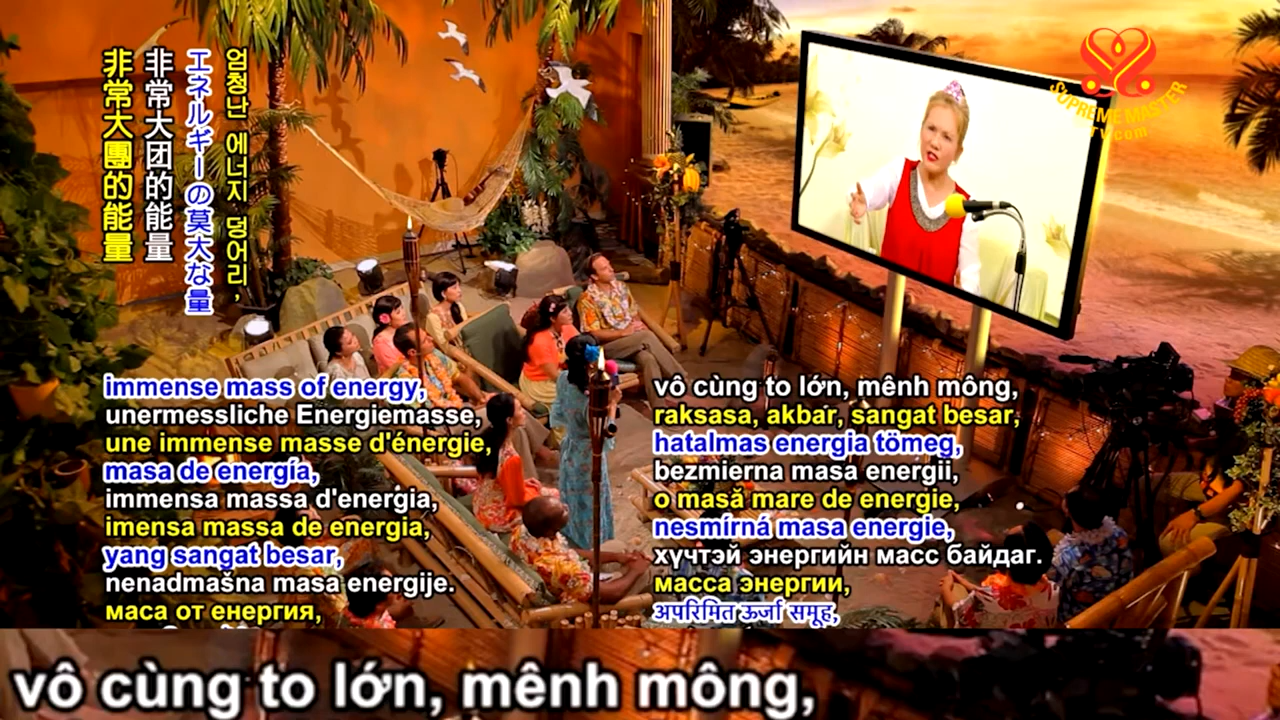 엄청난 에너지 덩어리,
エネルギーの莫大な量
非常大团的能量
非常大團的能量
SUPREME MASTER
TV.com
immense mass of energy,
unermessliche Energiemasse,
une immense masse d'énergie,
masa de energía,
immensa massa d'energia,
imensa massa de energia,
yang sangat besar,
nenadmašna masa energije.
маса от енергия,
vô cùng to lớn, mênh mông,
raksasa, akbar, sangat besar,
hatalmas energia tömeg,
bezmierna masa energii,
o masă mare de energie,
nesmírná masa energie,
хүчтэй энергийн масс байдаг.
масса энергии,
अपरिमित ऊर्जा समूह,
vô cùng to lớn, mênh mông,